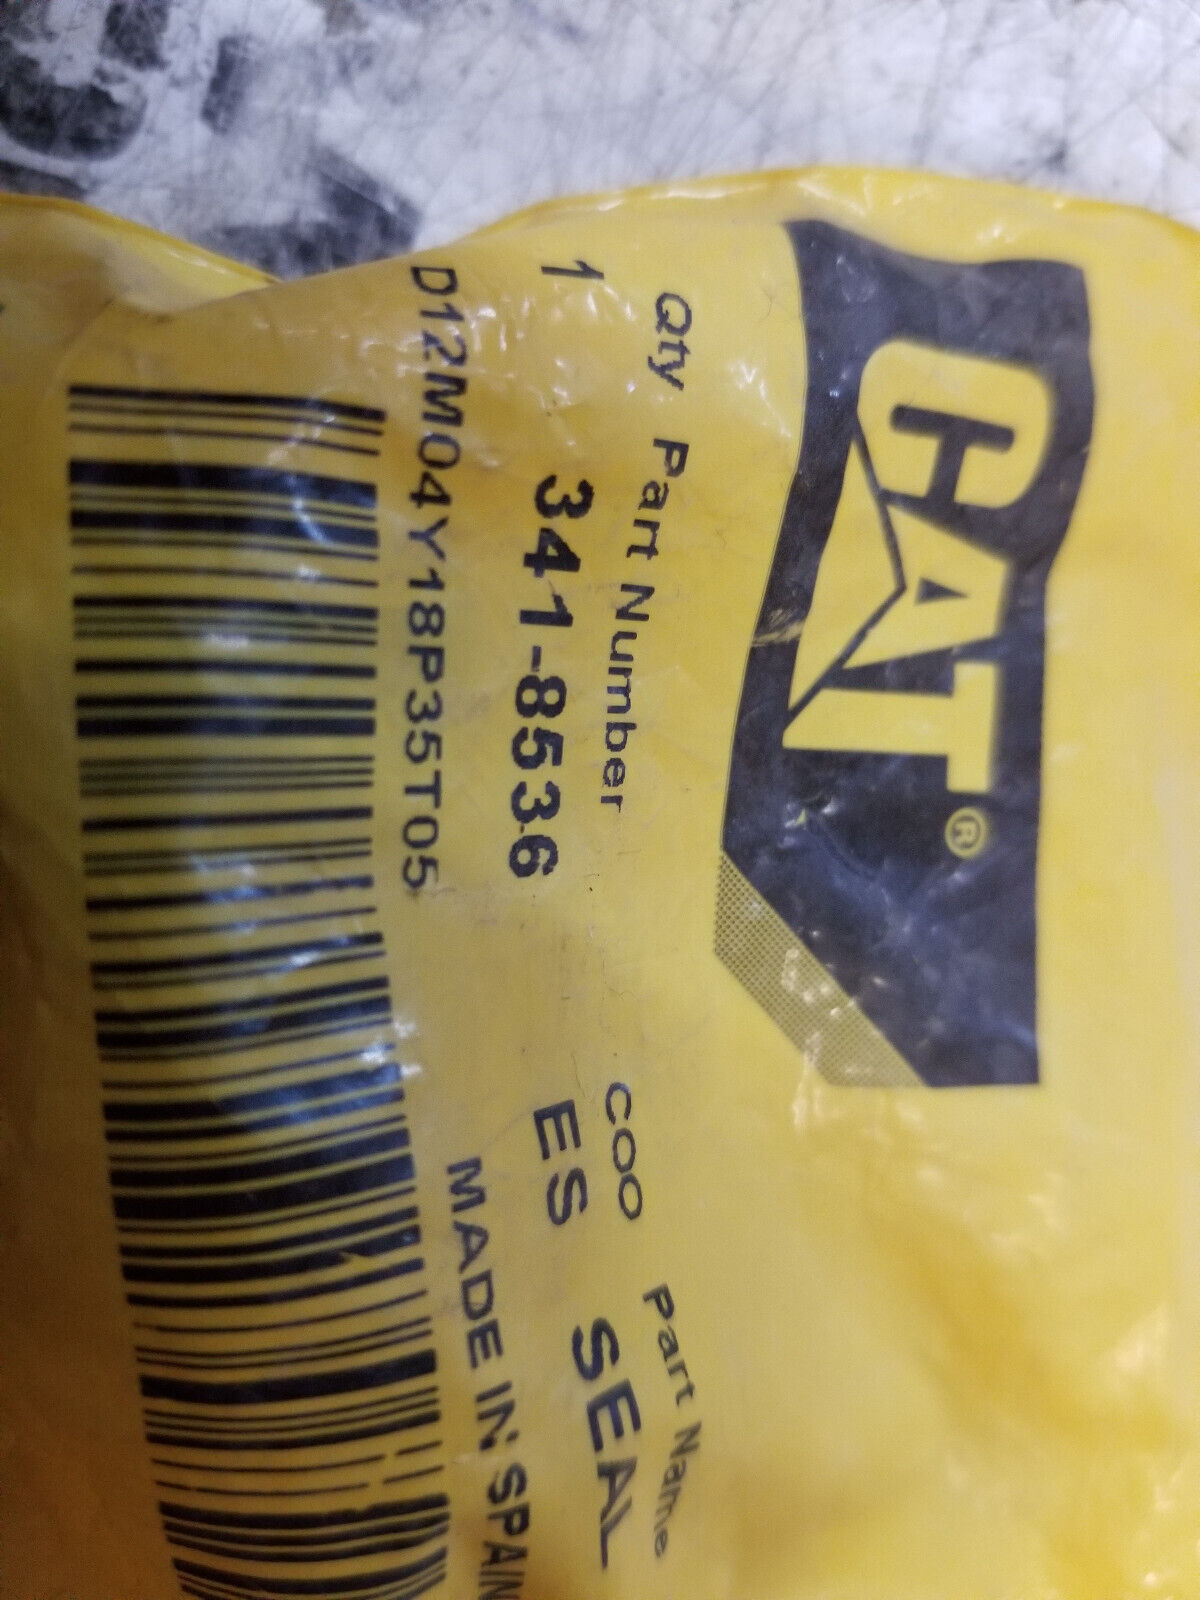 CAT®
Qty Part Number COO Part Name
1 341-8536 ES SEAL
D12M04Y18P35T05 MADE IN SPAIN